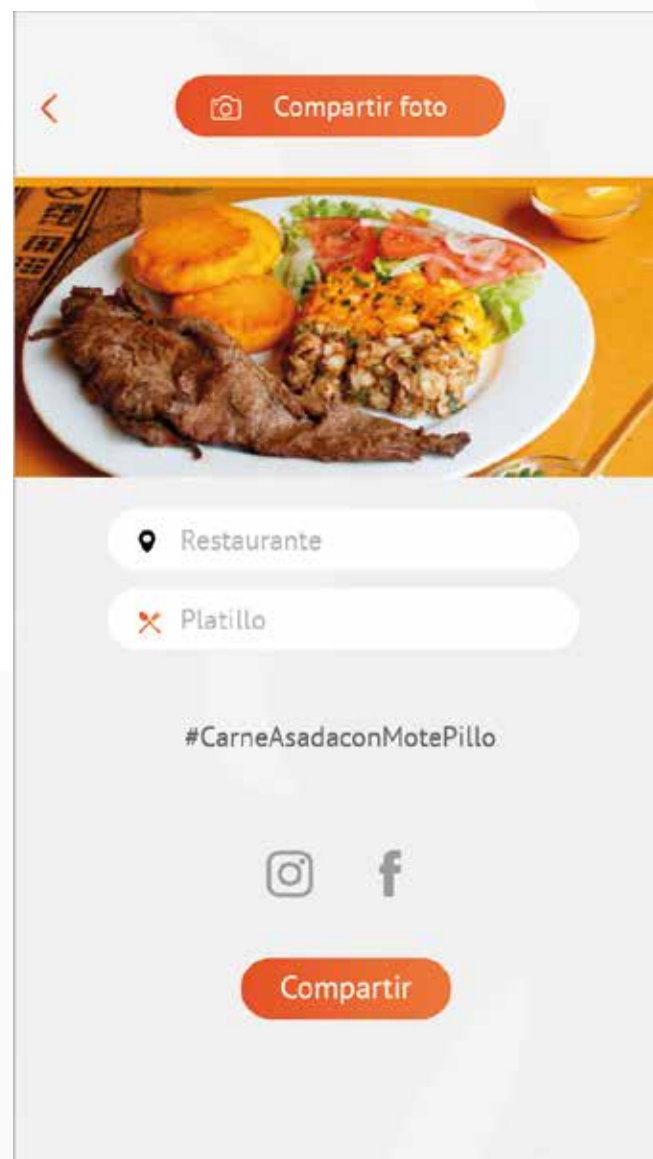 Compartir foto
Restaurante
Platillo
#CarneAsadaconMotePillo
Compartir